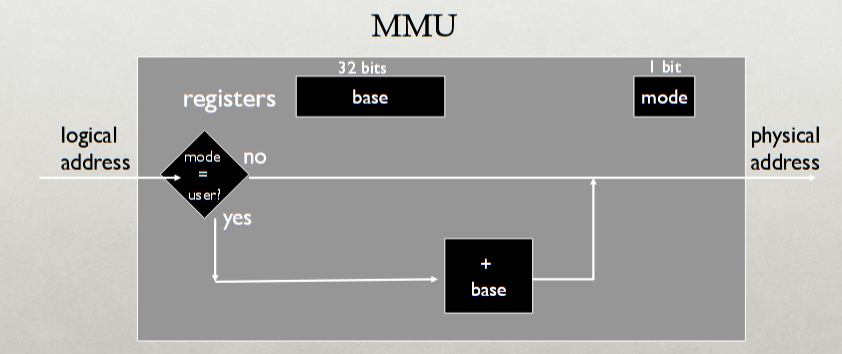 MMU
32 bits
1 bit
registers
base
mode
logical
address
mode
=
user?
no
physical
address
yes
+
base